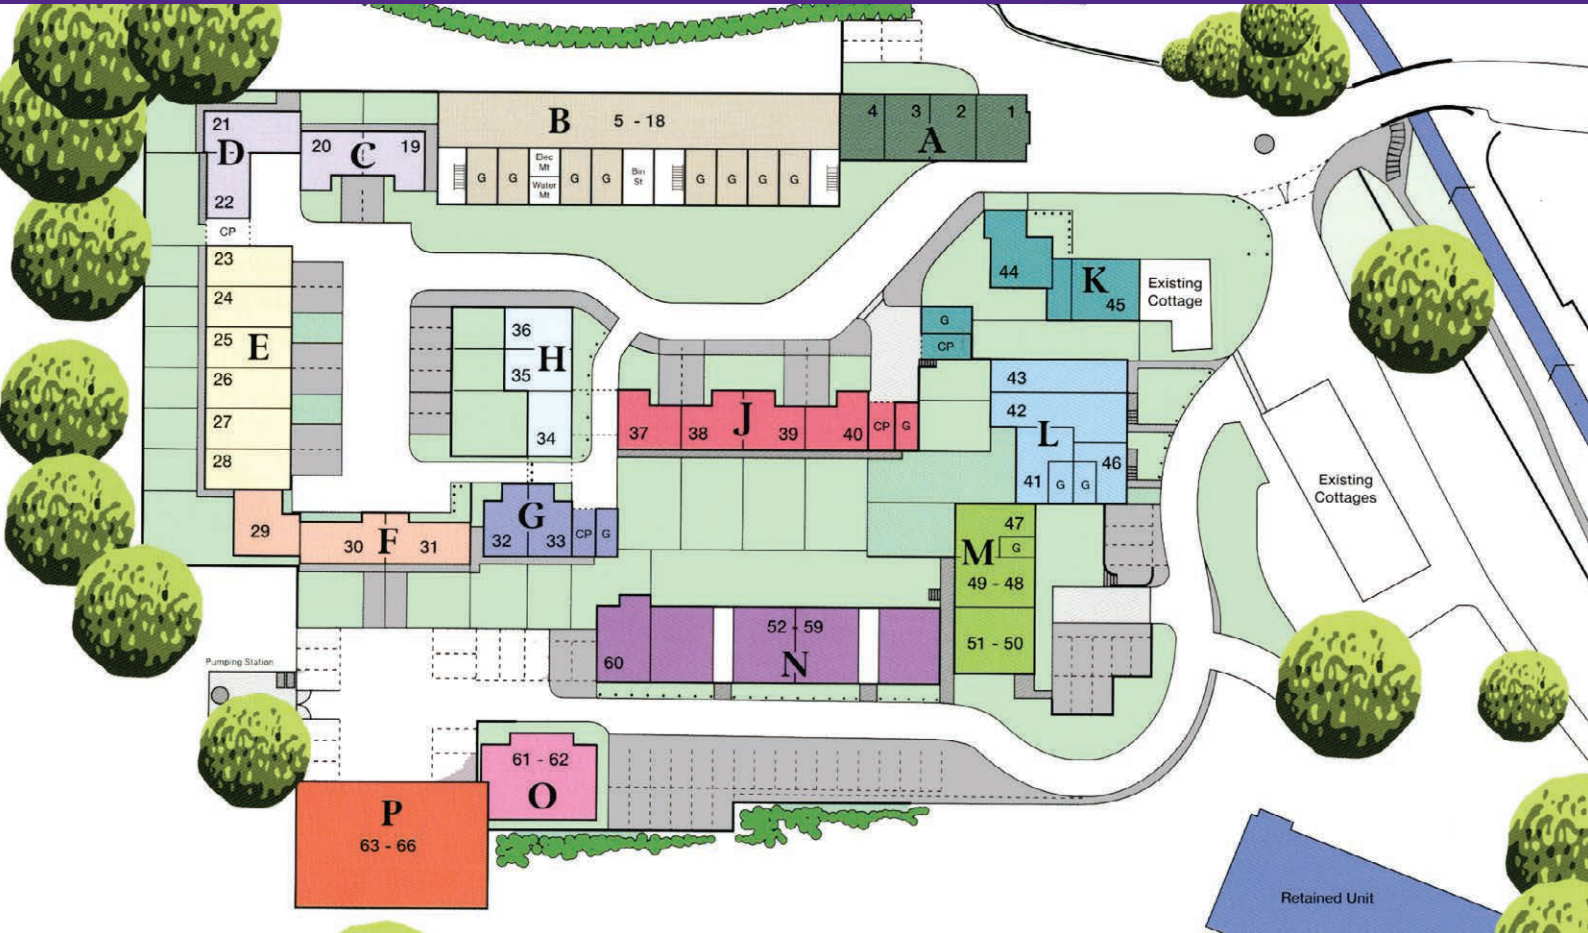 B 5 - 18
4 3 2 1
A
21
D
22
CP
20 C 19
G G Elec Mt G G Bin St G G G G
Water Mt
23
24
25
E
26
27
28
36
H
35
34
44
K
45
Existing
Cottage
G
CP
43
42
L
46
41 G G
37 38 J 39 40 CP G
Existing
Cottages
29
30 F 31
G
32 33 CP G
47
M G
49 - 48
51 - 50
52 - 59
60 N
Pumping Station
61 - 62
O
P
63 - 66
Retained Unit